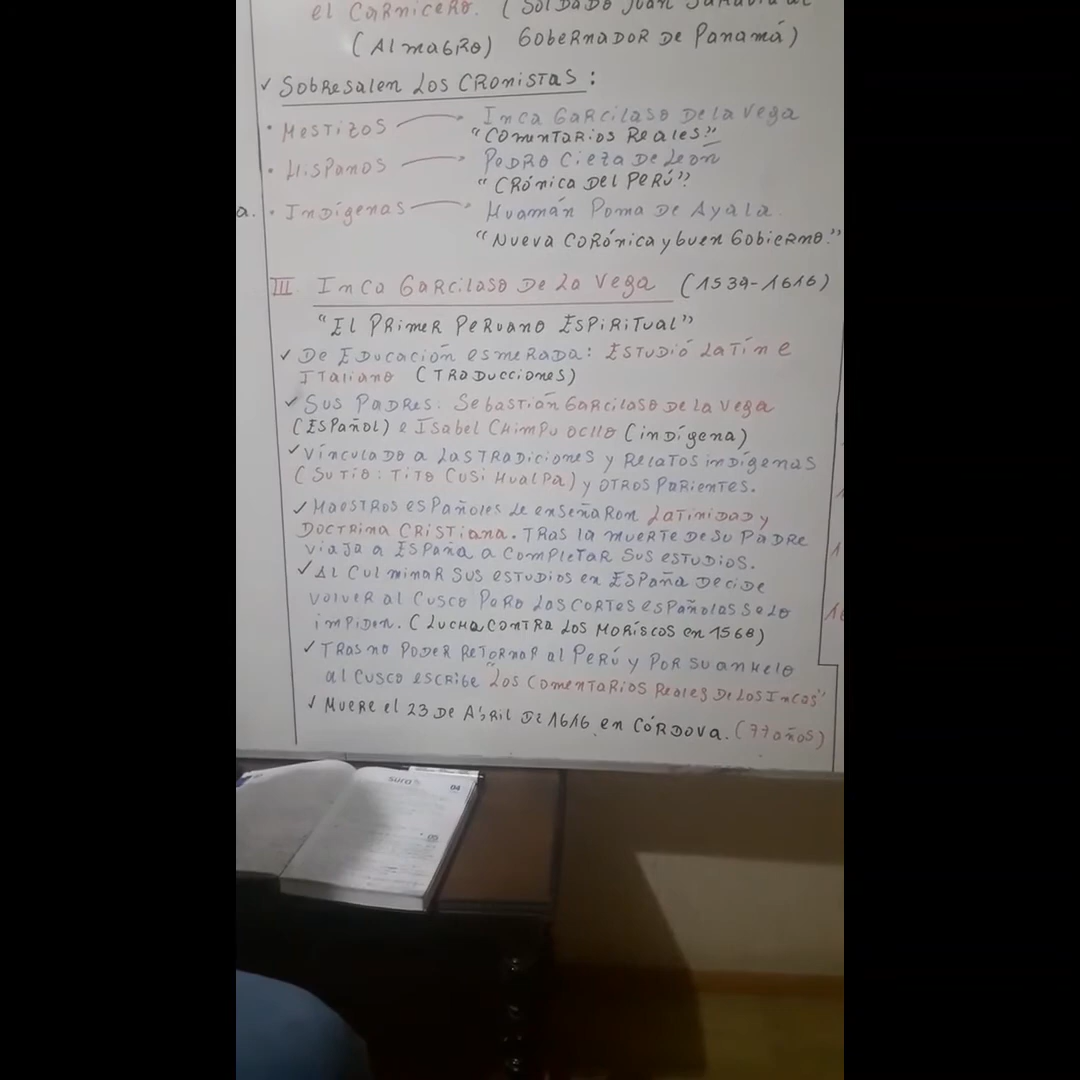 el Carnicero. (Soldado Juan Saravia al
(Almagro) Gobernador de Panamá)
✓ Sobresalen los cronistas:
• Mestizos → Inca Garcilaso de la Vega
"Comentarios Reales"
• Hispanos → Pedro Cieza de León
"Crónica del Perú"
a. • Indígenas → Huamán Poma de Ayala.
"Nueva Corónica y buen Gobierno."
III Inca Garcilaso de la Vega (1539-1616)
"El Primer Peruano Espiritual"
✓ De Educación esmerada: Estudió latín e
Italiano (Traducciones)
✓ Sus padres: Sebastián Garcilaso de la Vega
(Español) e Isabel Chimpu Ocllo (indígena)
✓ Vinculado a las tradiciones y relatos indígenas
(Su tío: Tito Cusi Hualpa) y otros parientes.
✓ Maestros españoles le enseñaron latinidad y
doctrina cristiana. Tras la muerte de su padre
viaja a España a completar sus estudios.
✓ Al culminar sus estudios en España decide
volver al Cusco pero las cortes españolas se lo
impiden. (Lucha contra los moriscos en 1568)
✓ Tras no poder retornar al Perú y por su anhelo
al Cusco escribe "Los Comentarios Reales de los Incas"
✓ Muere el 23 de Abril de 1616 en Córdova. (77 años)
sura
04